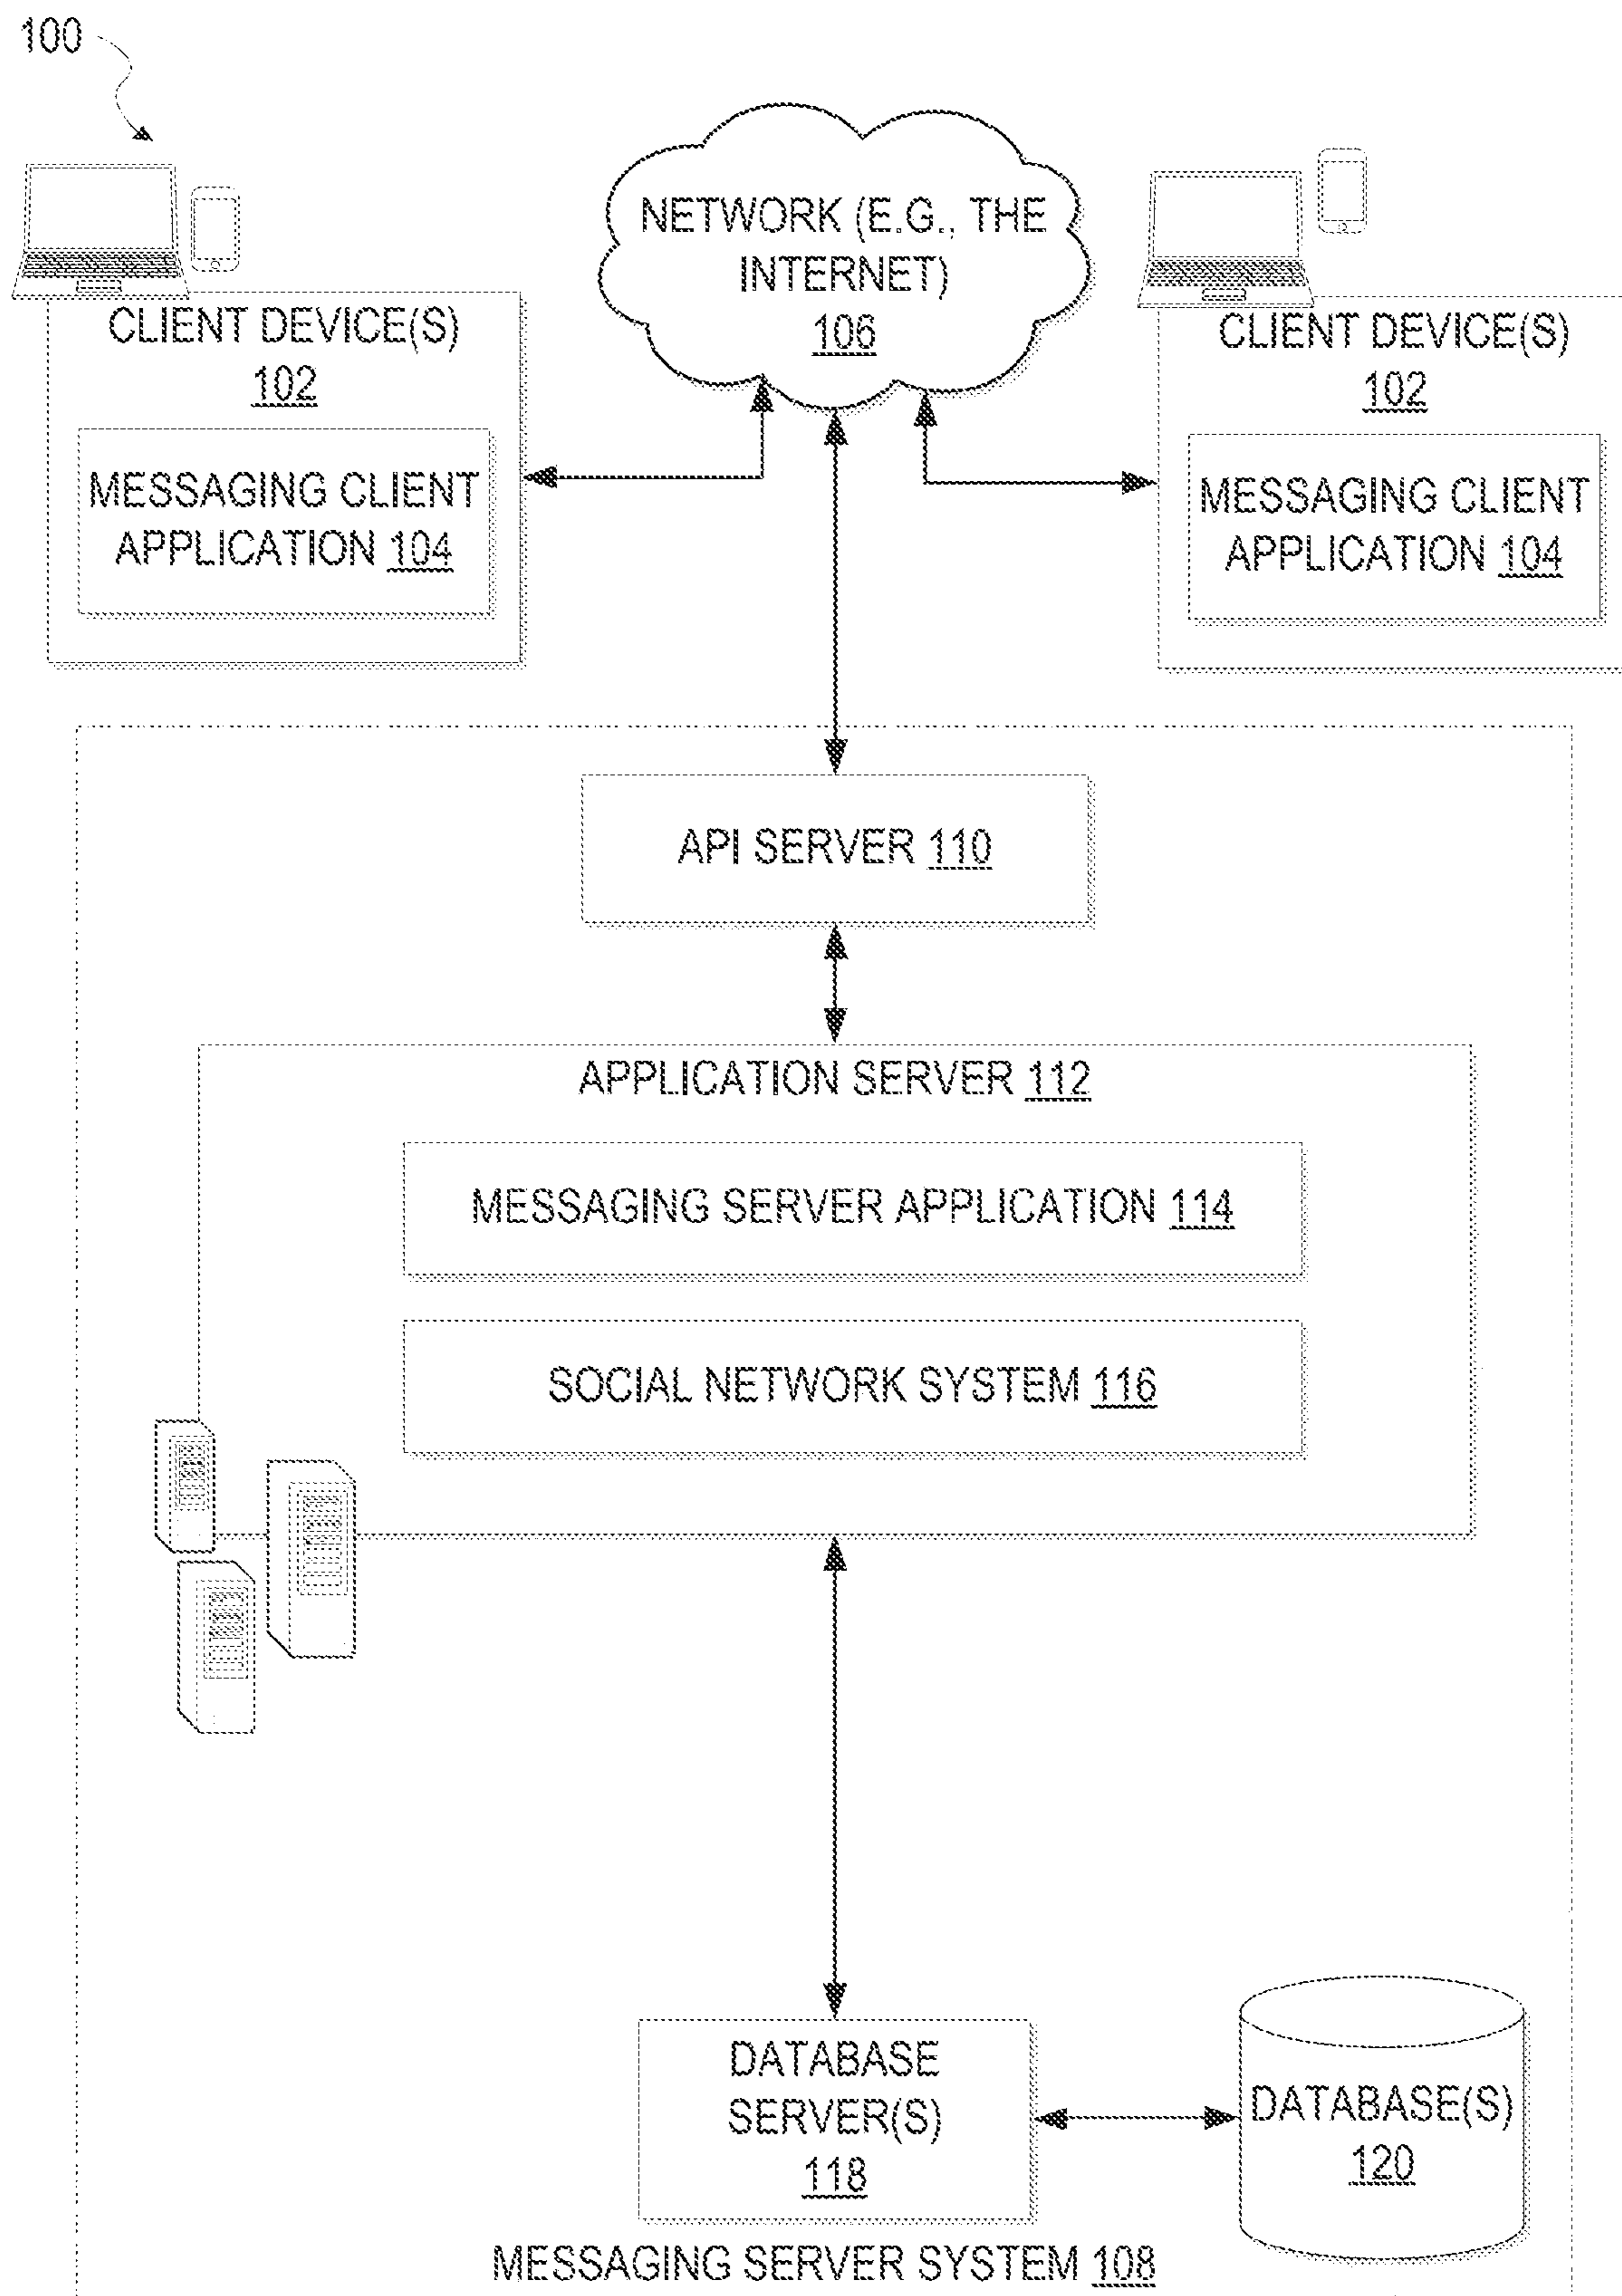 100
NETWORK (E.G., THE
INTERNET)
106
CLIENT DEVICE(S)
102
MESSAGING CLIENT
APPLICATION 104
CLIENT DEVICE(S)
102
MESSAGING CLIENT
APPLICATION 104
API SERVER 110
APPLICATION SERVER 112
MESSAGING SERVER APPLICATION 114
SOCIAL NETWORK SYSTEM 116
DATABASE
SERVER(S)
118
DATABASE(S)
120
MESSAGING SERVER SYSTEM 108